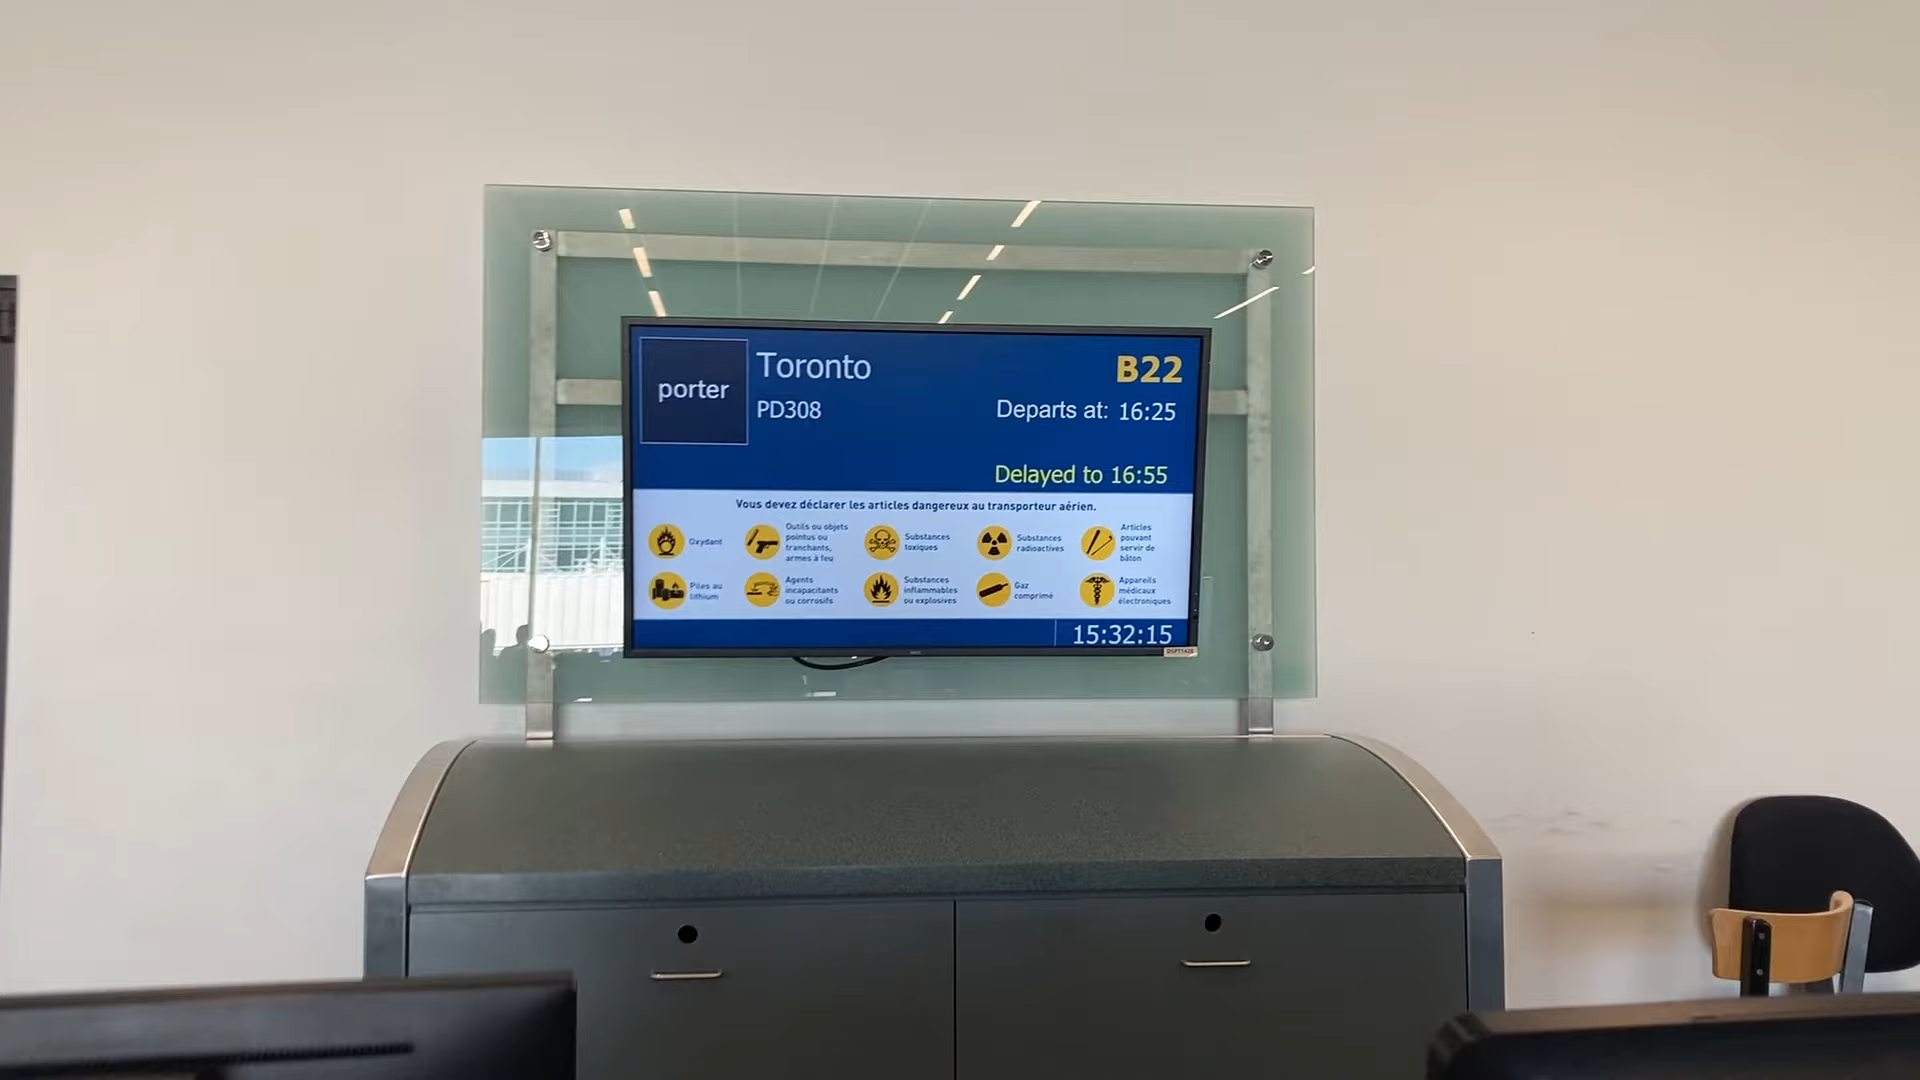 porter
Toronto
B22
PD308
Departs at: 16:25
Delayed to 16:55
Vous devez déclarer les articles dangereux au transporteur aérien.
Oxydant
Outils ou objets
pointus ou
tranchants,
armes à feu
Substances
toxiques
Substances
radioactives
Articles
pouvant
servir de
bâton
Piles au
lithium
Agents
incapacitants
ou corrosifs
Substances
inflammables
ou explosives
Gaz
comprimé
Appareils
médicaux
électroniques
15:32:15